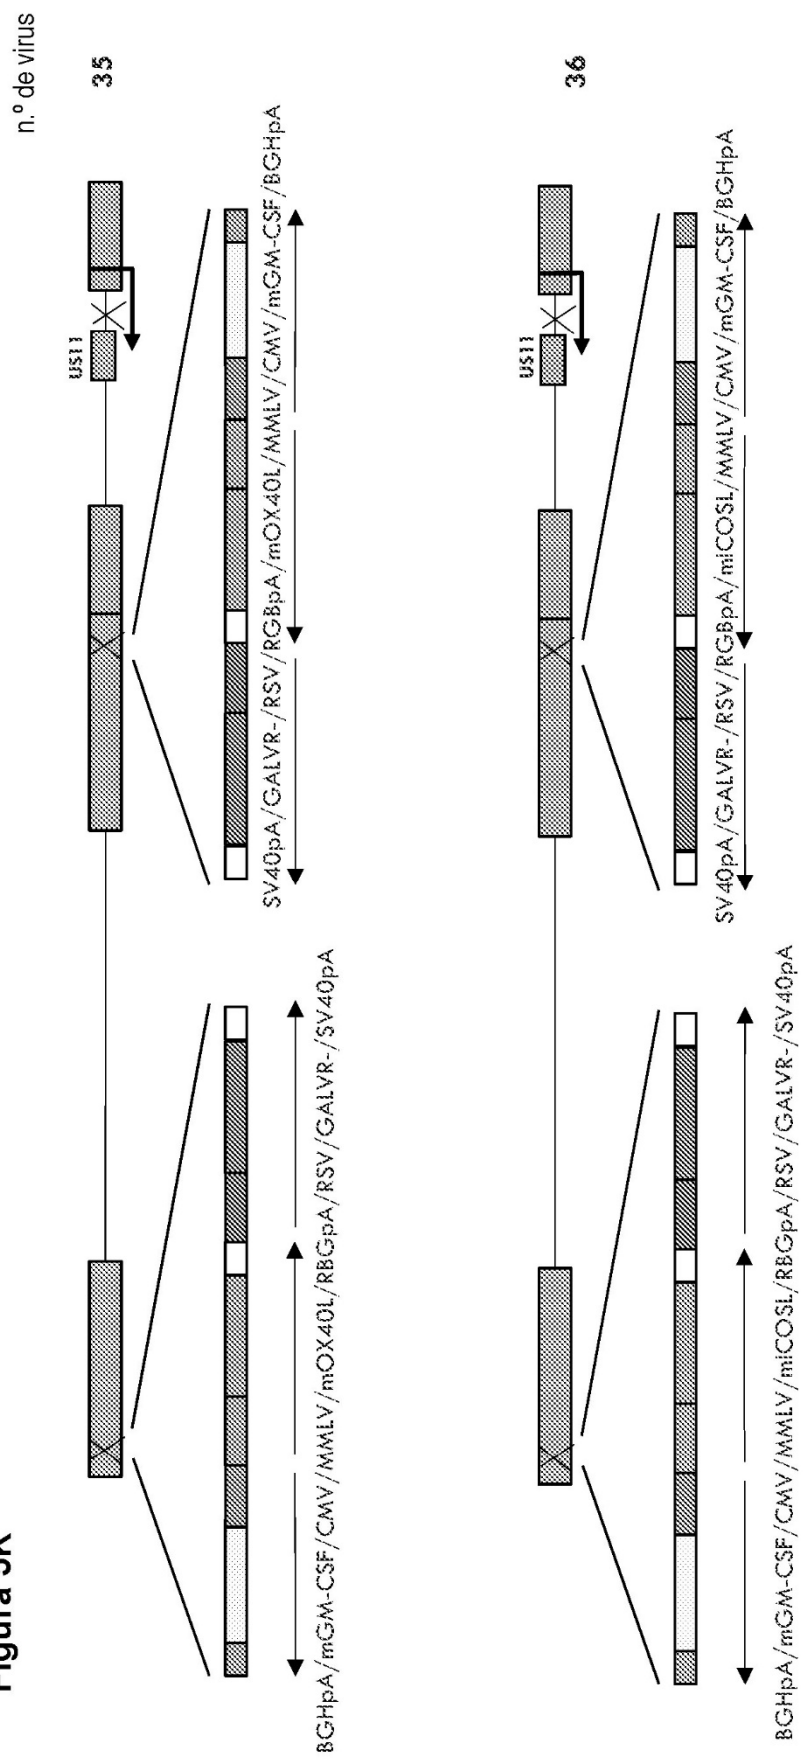 Figura
n.º de virus
35
US11
BGHpA/mGM-CSF/CMV/MMLV/mOX40L/RBGpA/RSV/GALVR-/SV40pA
SV40pA/GALVR-/RSV/RGBpA/mOX40L/MMLV/CMV/mGM-CSF/BGHpA
36
US11
BGHpA/mGM-CSF/CMV/MMLV/miCOSL/RBGpA/RSV/GALVR-/SV40pA
SV40pA/GALVR-/RSV/RGBpA/miCOSL/MMLV/CMV/mGM-CSF/BGHpA